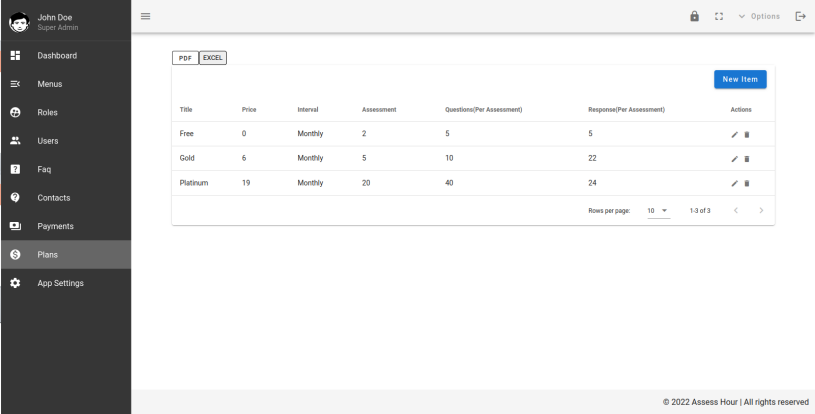 John Doe
Super Admin
Options
Dashboard
Menus
Roles
Users
Faq
Contacts
Payments
Plans
App Settings
PDF EXCEL
New Item
Title Price Interval Assessment Questions(Per Assessment) Response(Per Assessment) Actions
Free 0 Monthly 2 5 5
Gold 6 Monthly 5 10 22
Platinum 19 Monthly 20 40 24
Rows per page: 10 1-3 of 3
© 2022 Assess Hour | All rights reserved